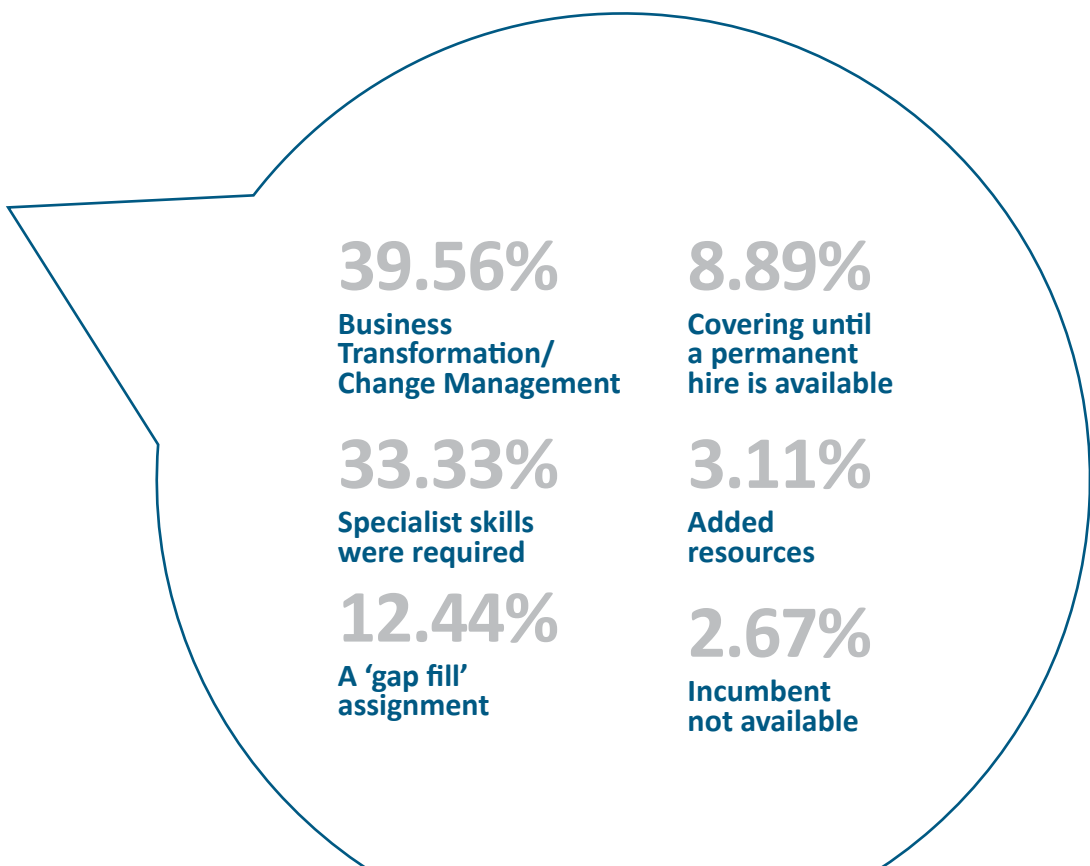 39.56%
Business
Transformation/
Change Management
33.33%
Specialist skills
were required
12.44%
A ‘gap fill’
assignment
8.89%
Covering until
a permanent
hire is available
3.11%
Added
resources
2.67%
Incumbent
not available